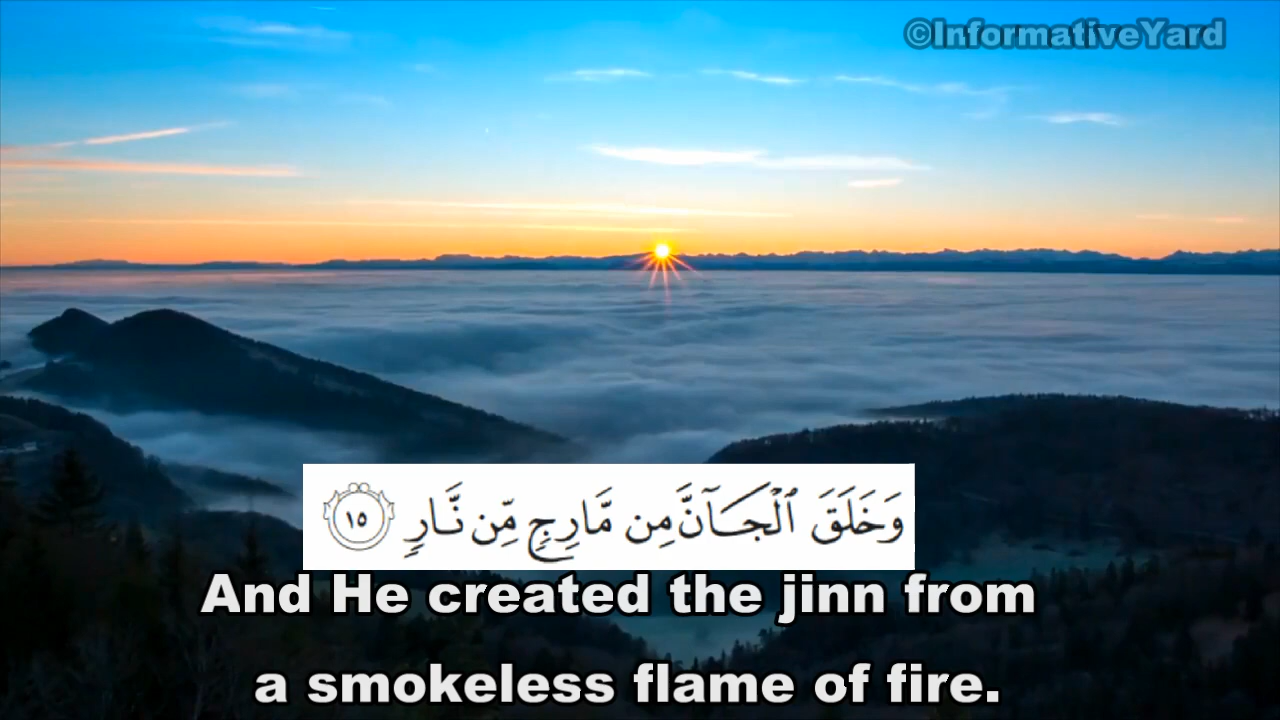 ©InformativeYard
وَخَلَقَ ٱلْجَآنَّ مِن مَّارِجٍ مِّن نَّارٍ ١٥
And He created the jinn from
a smokeless flame of fire.